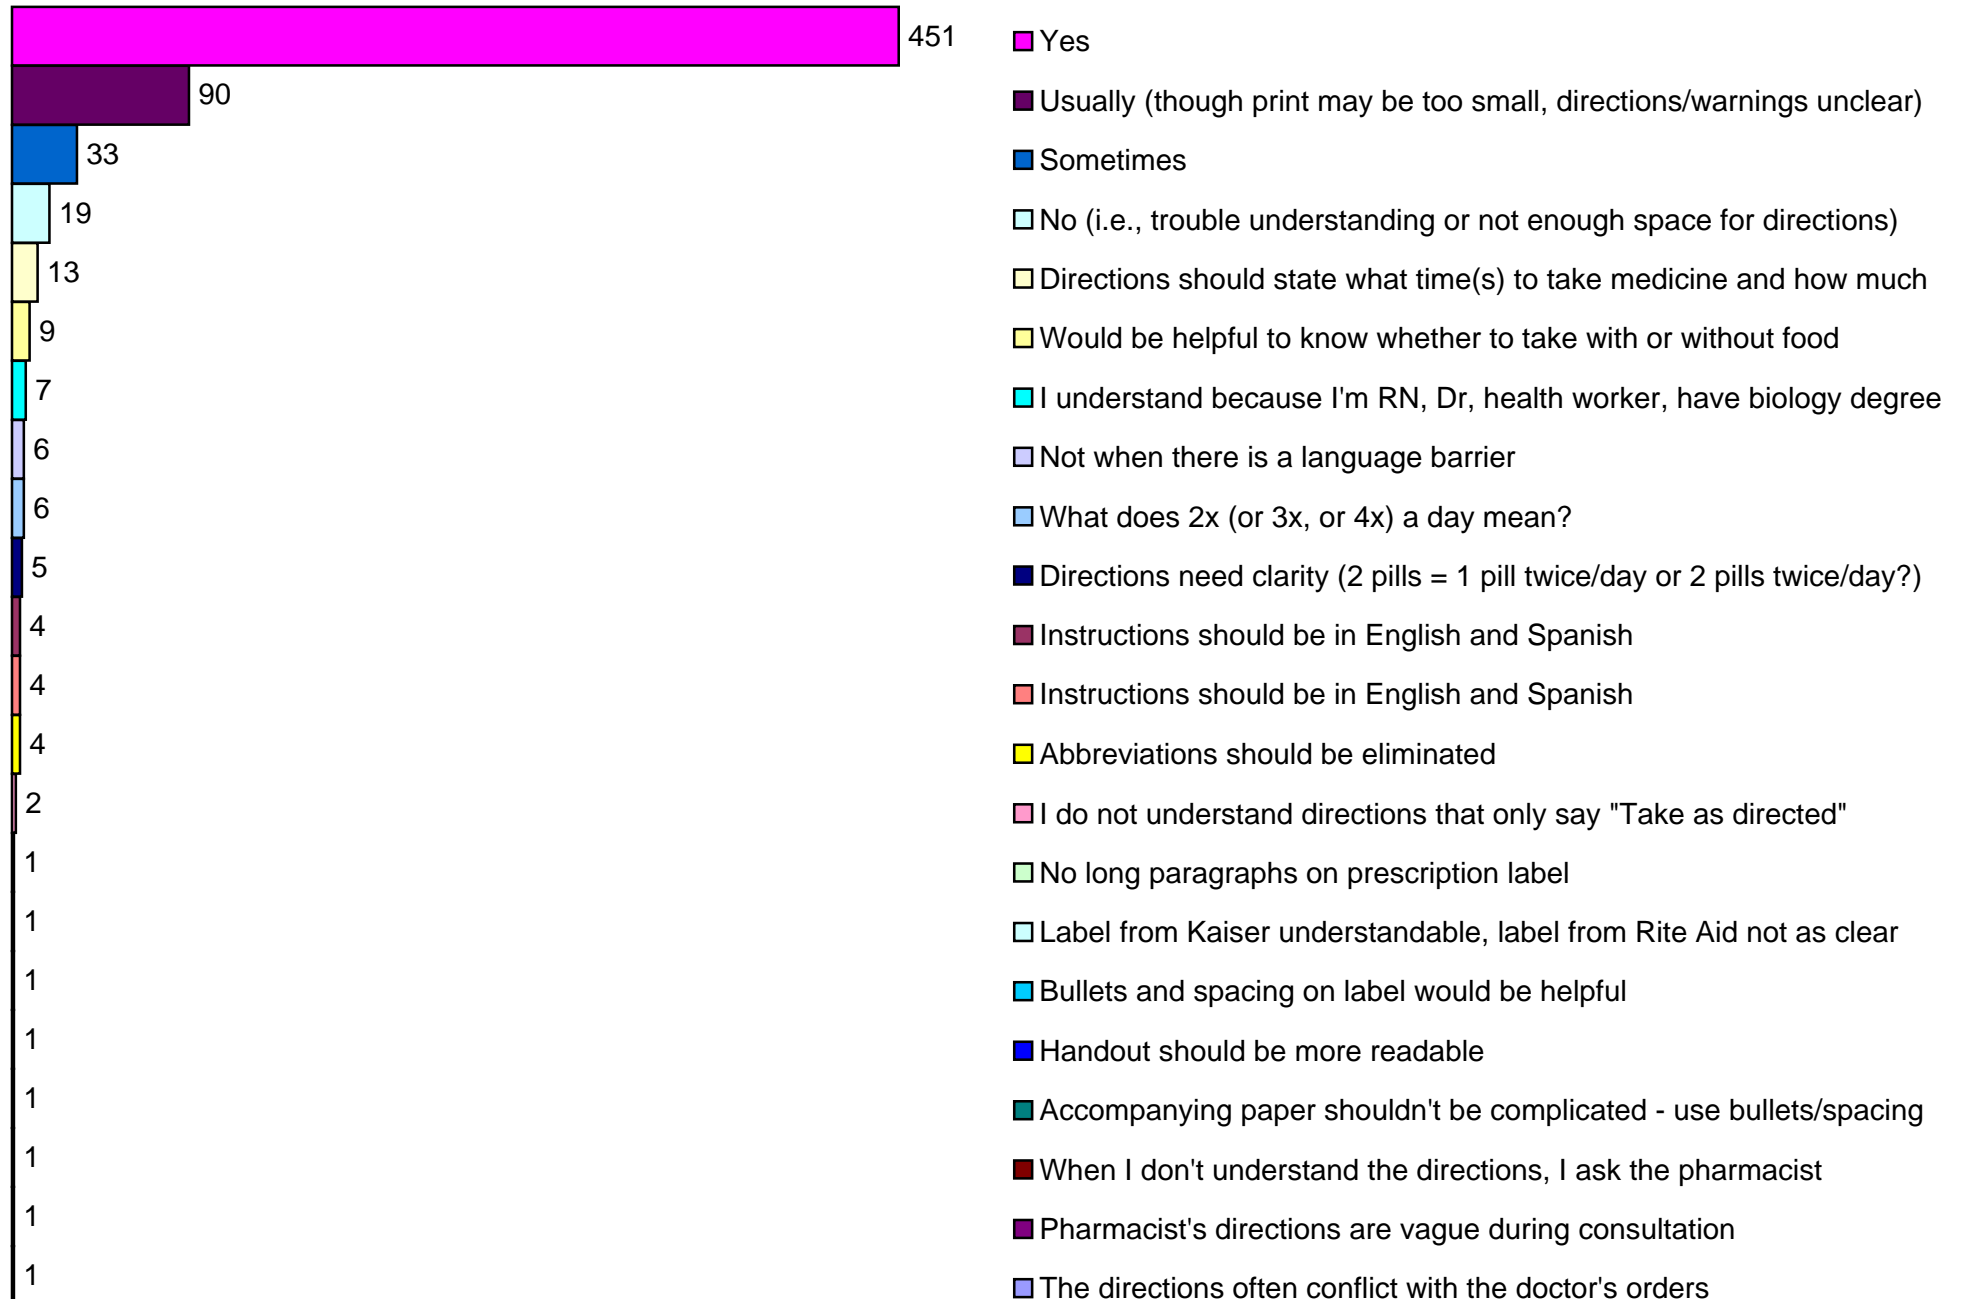 451
Yes
90
Usually (though print may be too small, directions/warnings unclear)
33
Sometimes
19
No (i.e., trouble understanding or not enough space for directions)
13
Directions should state what time(s) to take medicine and how much
9
Would be helpful to know whether to take with or without food
7
I understand because I'm RN, Dr, health worker, have biology degree
6
Not when there is a language barrier
6
What does 2x (or 3x, or 4x) a day mean?
5
Directions need clarity (2 pills = 1 pill twice/day or 2 pills twice/day?)
4
Instructions should be in English and Spanish
4
Instructions should be in English and Spanish
4
Abbreviations should be eliminated
2
I do not understand directions that only say "Take as directed"
1
No long paragraphs on prescription label
1
Label from Kaiser understandable, label from Rite Aid not as clear
1
Bullets and spacing on label would be helpful
1
Handout should be more readable
1
Accompanying paper shouldn't be complicated - use bullets/spacing
1
When I don't understand the directions, I ask the pharmacist
1
Pharmacist's directions are vague during consultation
1
The directions often conflict with the doctor's orders